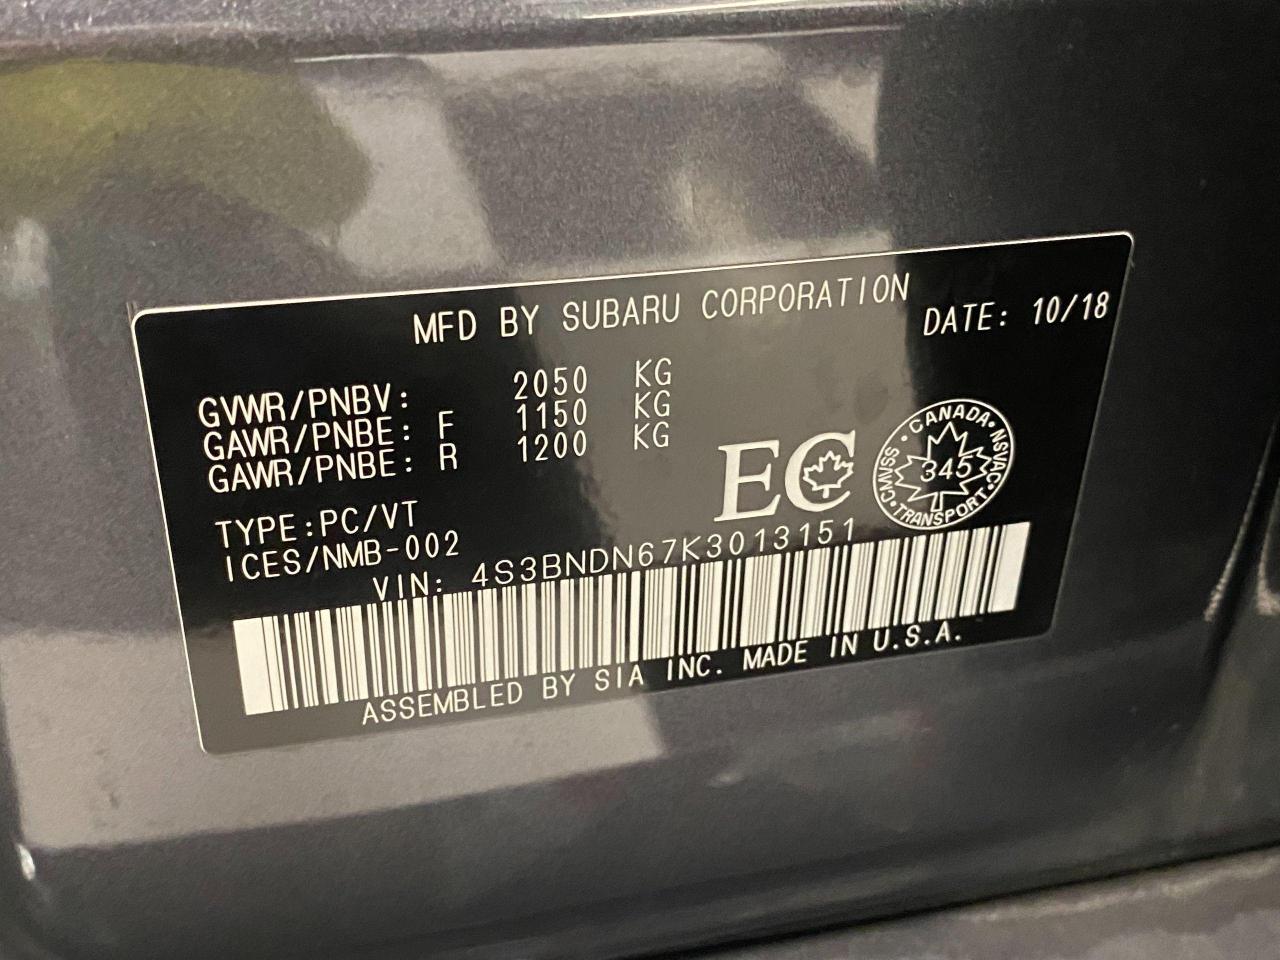 MFD BY SUBARU CORPORATION DATE: 10/18
GVWR/PNBV: 2050 KG
GAWR/PNBE: F 1150 KG
GAWR/PNBE: R 1200 KG
EC
CANADA • NSVAC • TRANSPORT • CMVSS •
345
TYPE:PC/VT
ICES/NMB-002
VIN: 4S3BNDN67K3013151
ASSEMBLED BY SIA INC. MADE IN U.S.A.